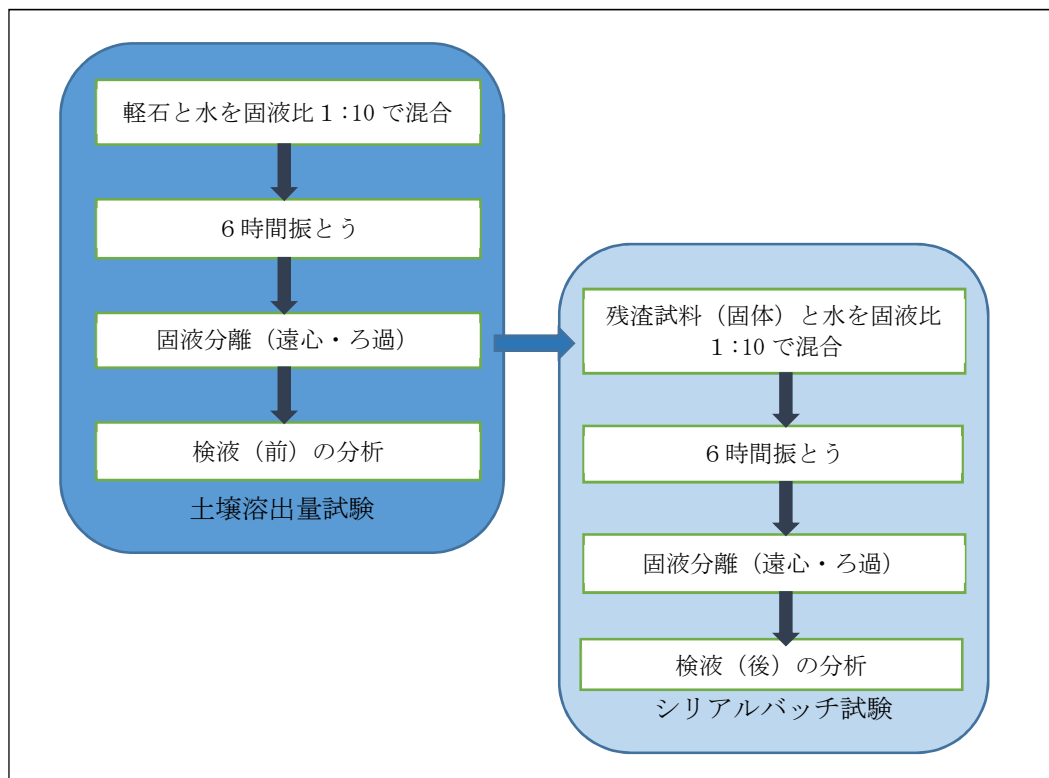 軽石と水を固液比1:10で混合
6時間振とう
固液分離（遠心・ろ過）
検液（前）の分析
土壌溶出量試験
残渣試料（固体）と水を固液比
1:10で混合
6時間振とう
固液分離（遠心・ろ過）
検液（後）の分析
シリアルバッチ試験